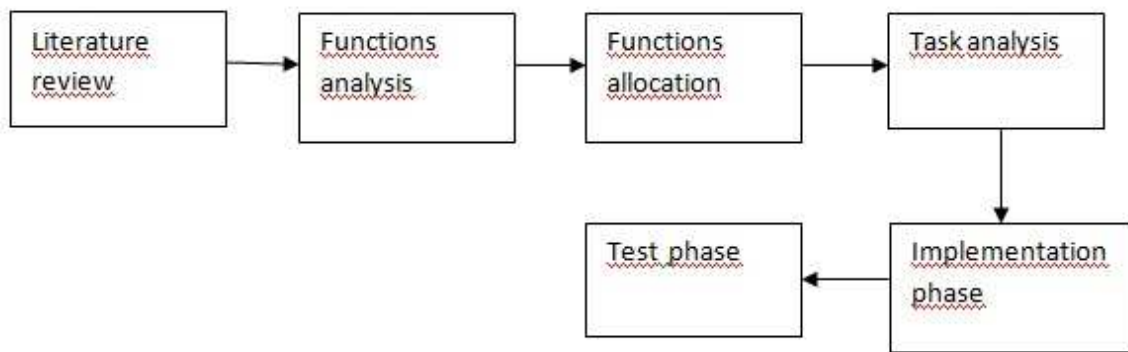 Literature
review
Functions
analysis
Functions
allocation
Task analysis
Implementation
phase
Test phase